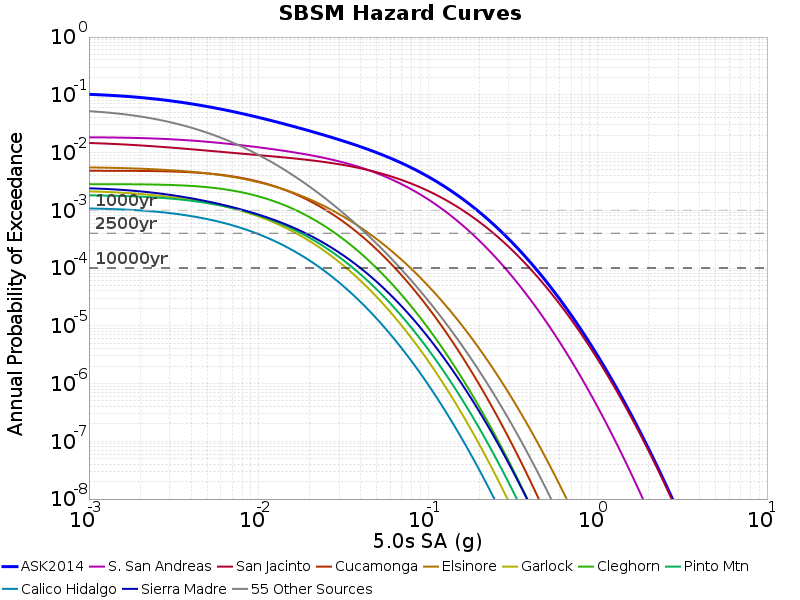 SBSM Hazard Curves
Annual Probability of Exceedance
10^0
10^-1
10^-2
10^-3
10^-4
10^-5
10^-6
10^-7
10^-8
1000yr
2500yr
10000yr
10^-3 10^-2 10^-1 10^0 10^1
5.0s SA (g)
ASK2014 S. San Andreas San Jacinto Cucamonga Elsinore Garlock Cleghorn Pinto Mtn
Calico Hidalgo Sierra Madre 55 Other Sources